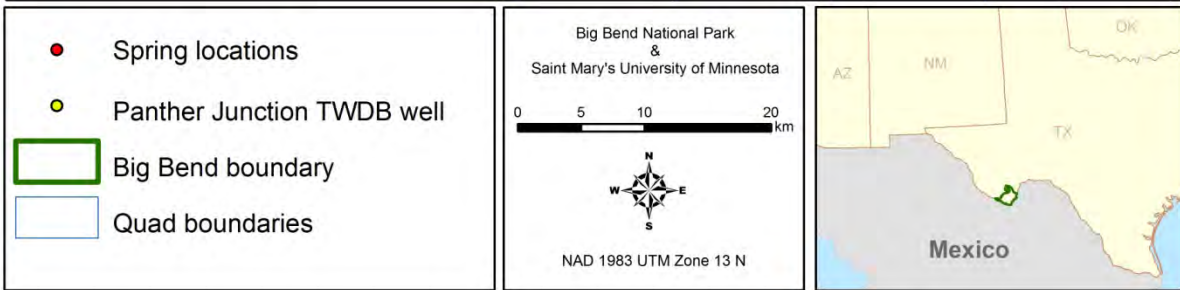 Spring locations
Panther Junction TWDB well
Big Bend boundary
Quad boundaries
Big Bend National Park
&
Saint Mary's University of Minnesota
0 5 10 20
km
N
W E
S
NAD 1983 UTM Zone 13 N
OK
AZ NM
TX
Mexico